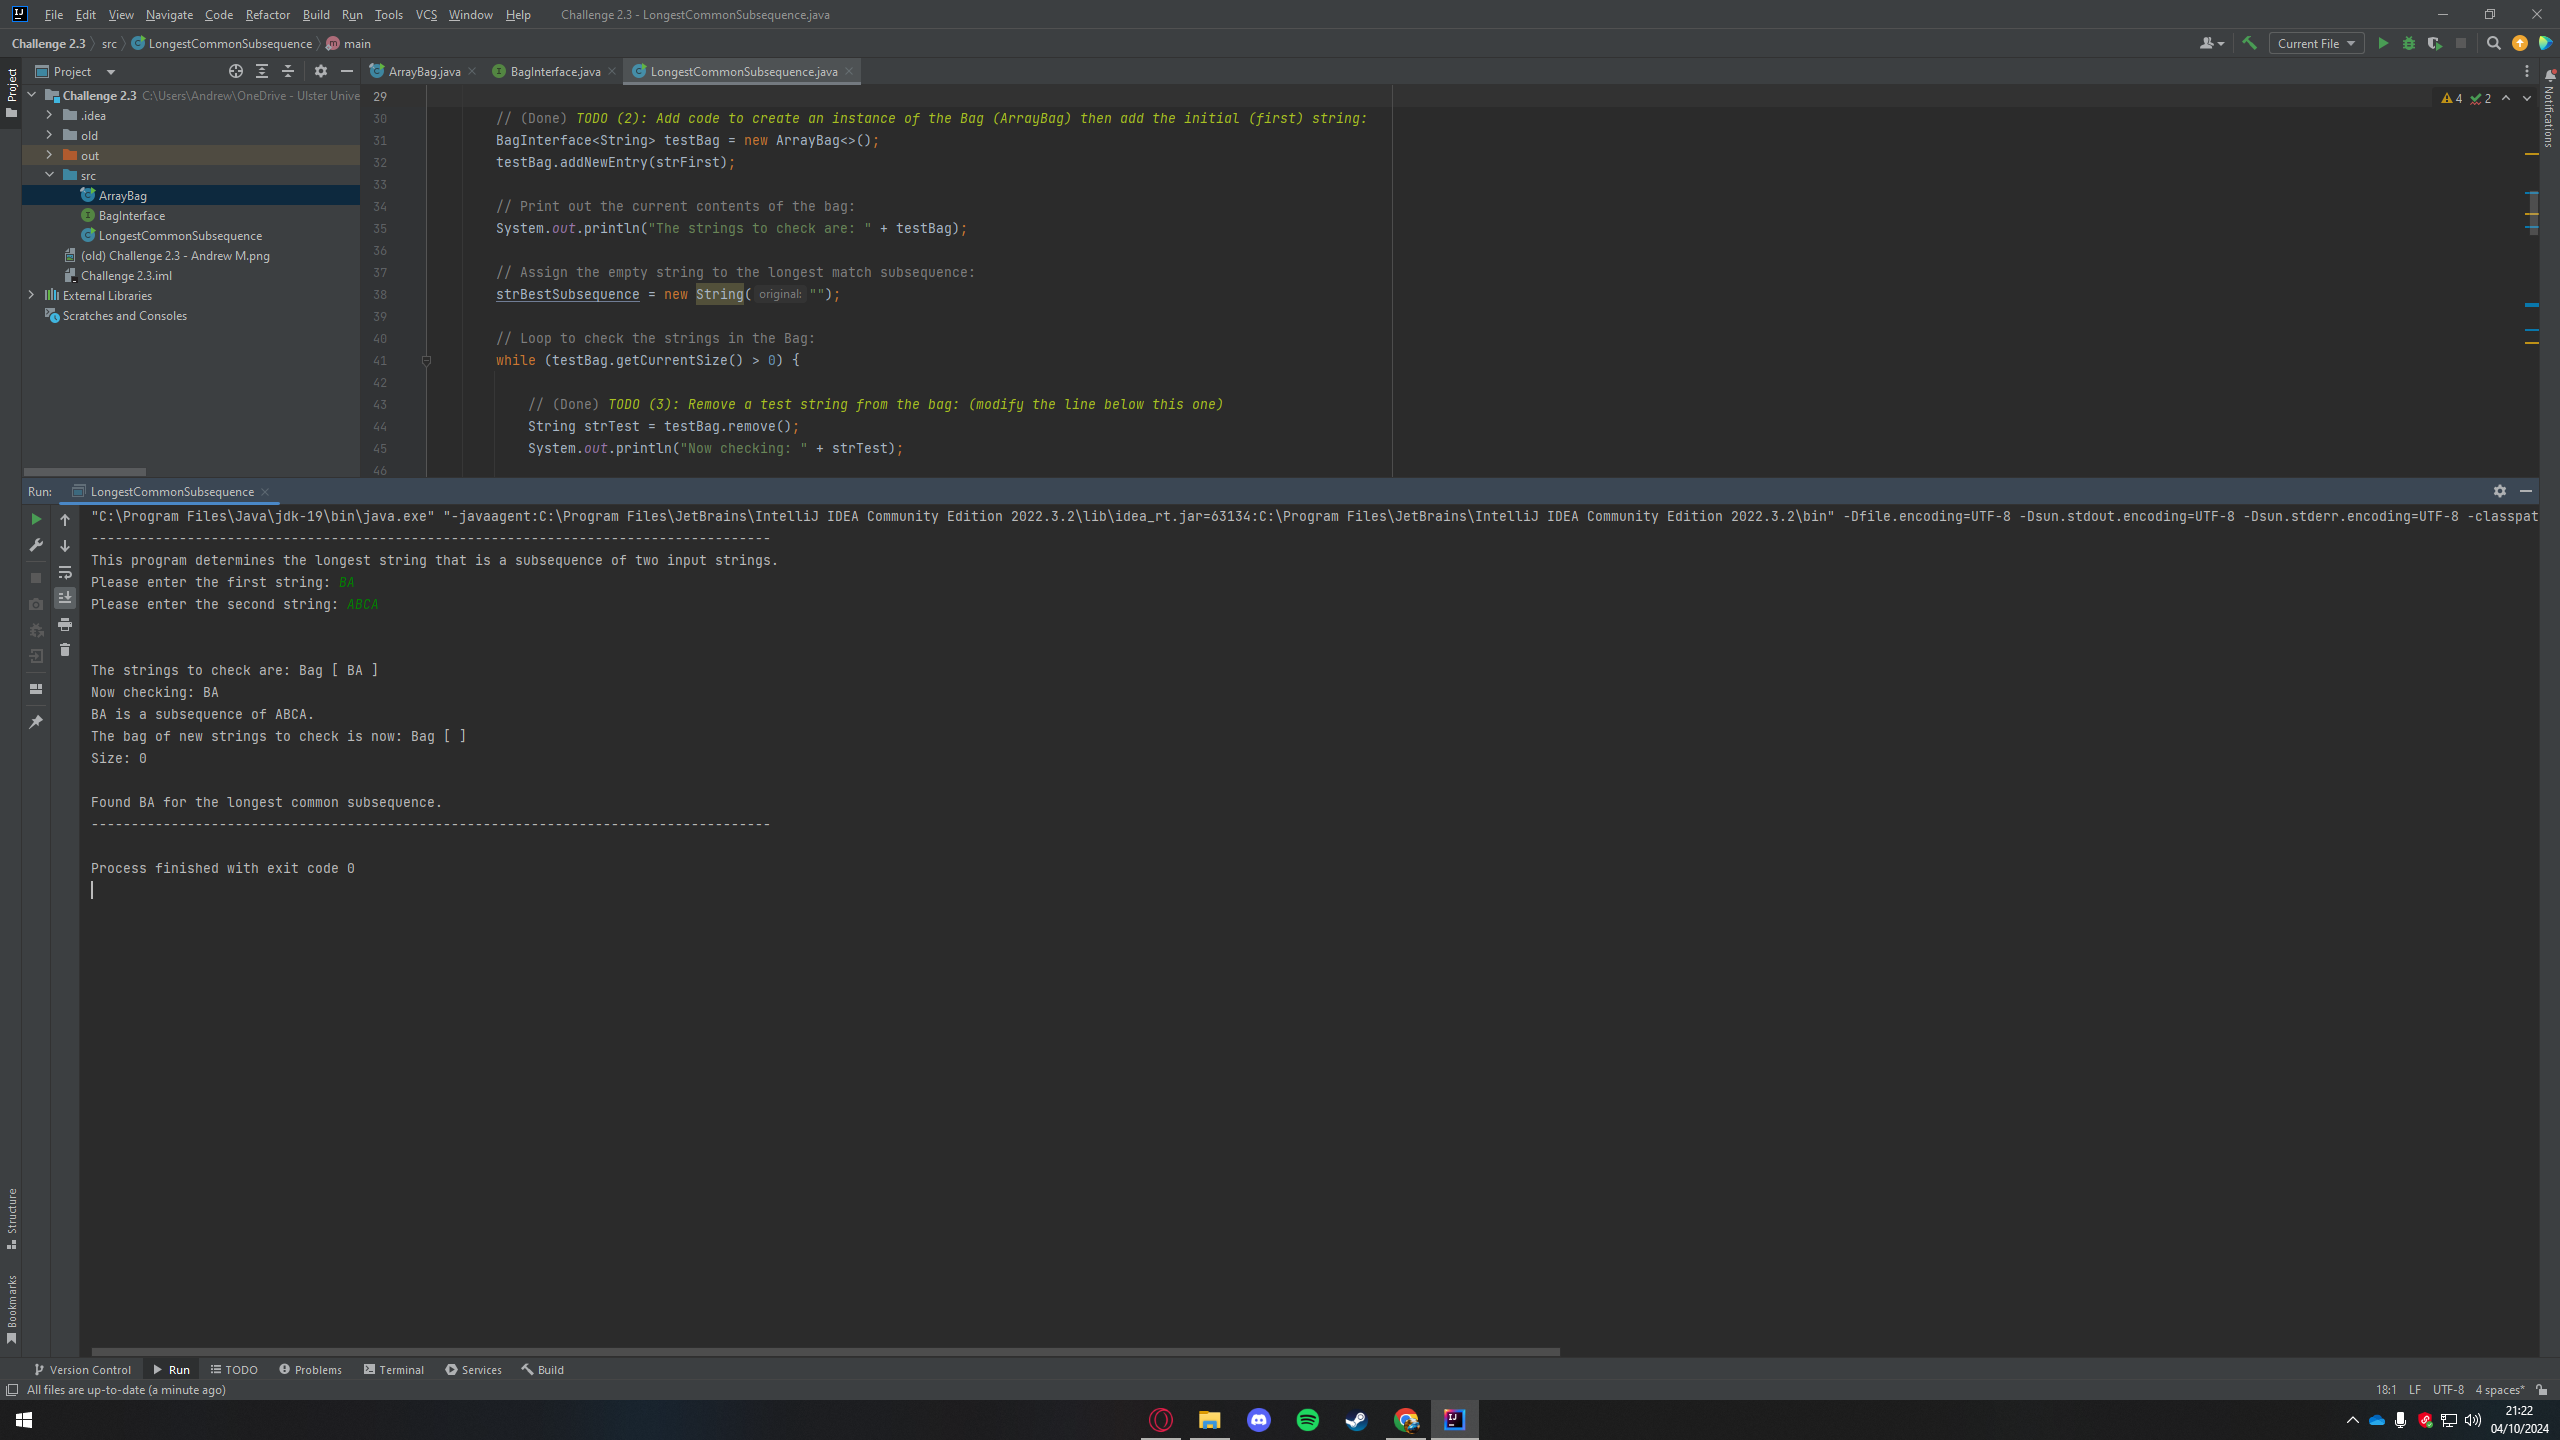 File Edit View Navigate Code Refactor Build Run Tools VCS Window Help Challenge 2.3 - LongestCommonSubsequence.java
Challenge 2.3 src LongestCommonSubsequence main Current File
Project
Project
ArrayBag.java BagInterface.java LongestCommonSubsequence.java
Notifications
Challenge 2.3 C:\Users\Andrew\OneDrive - Ulster Unive
.idea
old
out
src
ArrayBag
BagInterface
LongestCommonSubsequence
(old) Challenge 2.3 - Andrew M.png
Challenge 2.3.iml
External Libraries
Scratches and Consoles
4 2
29
30 // (Done) TODO (2): Add code to create an instance of the Bag (ArrayBag) then add the initial (first) string:
31 BagInterface<String> testBag = new ArrayBag<>();
32 testBag.addNewEntry(strFirst);
33
34 // Print out the current contents of the bag:
35 System.out.println("The strings to check are: " + testBag);
36
37 // Assign the empty string to the longest match subsequence:
38 strBestSubsequence = new String( original: "");
39
40 // Loop to check the strings in the Bag:
41 while (testBag.getCurrentSize() > 0) {
42
43 // (Done) TODO (3): Remove a test string from the bag: (modify the line below this one)
44 String strTest = testBag.remove();
45 System.out.println("Now checking: " + strTest);
46
Run: LongestCommonSubsequence
"C:\Program Files\Java\jdk-19\bin\java.exe" "-javaagent:C:\Program Files\JetBrains\IntelliJ IDEA Community Edition 2022.3.2\lib\idea_rt.jar=63134:C:\Program Files\JetBrains\IntelliJ IDEA Community Edition 2022.3.2\bin" -Dfile.encoding=UTF-8 -Dsun.stdout.encoding=UTF-8 -Dsun.stderr.encoding=UTF-8 -classpat
-------------------------------------------------------------------------------------
This program determines the longest string that is a subsequence of two input strings.
Please enter the first string: BA
Please enter the second string: ABCA
The strings to check are: Bag [ BA ]
Now checking: BA
BA is a subsequence of ABCA.
The bag of new strings to check is now: Bag [ ]
Size: 0
Found BA for the longest common subsequence.
-------------------------------------------------------------------------------------
Process finished with exit code 0
Structure
Bookmarks
Version Control Run TODO Problems Terminal Services Build
All files are up-to-date (a minute ago) 18:1 LF UTF-8 4 spaces*
21:22
04/10/2024